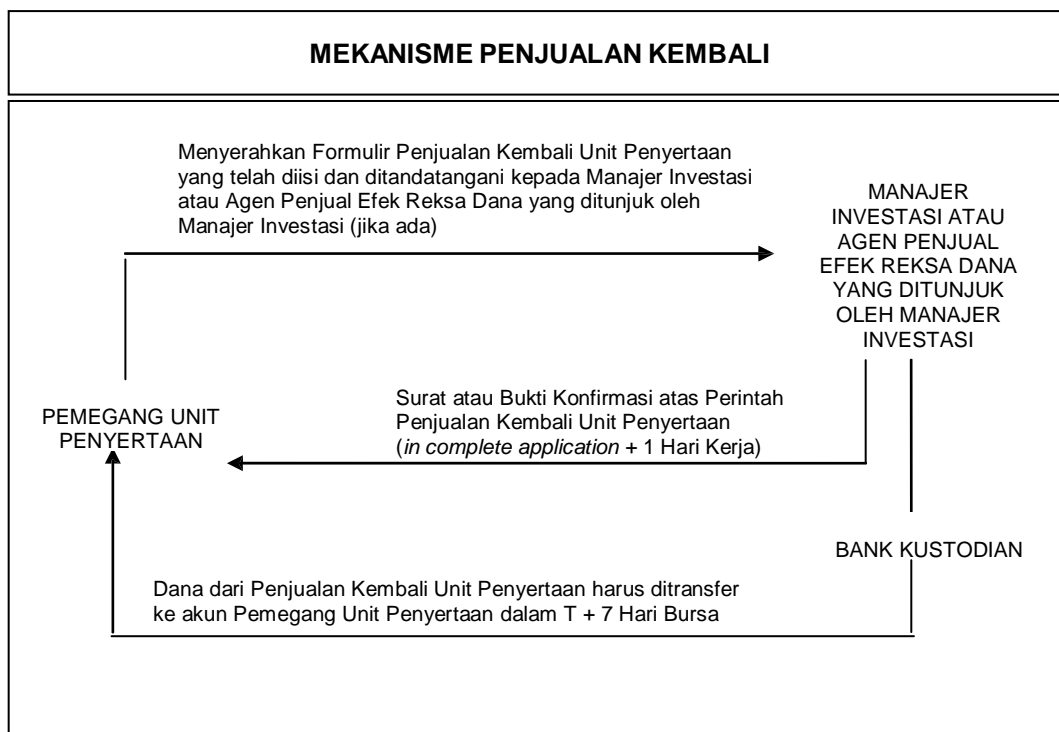 MEKANISME PENJUALAN KEMBALI
Menyerahkan Formulir Penjualan Kembali Unit Penyertaan
yang telah diisi dan ditandatangani kepada Manajer Investasi
atau Agen Penjual Efek Reksa Dana yang ditunjuk oleh
Manajer Investasi (jika ada)
MANAJER
INVESTASI ATAU
AGEN PENJUAL
EFEK REKSA DANA
YANG DITUNJUK
OLEH MANAJER
INVESTASI
Surat atau Bukti Konfirmasi atas Perintah
Penjualan Kembali Unit Penyertaan
(in complete application + 1 Hari Kerja)
PEMEGANG UNIT
PENYERTAAN
BANK KUSTODIAN
Dana dari Penjualan Kembali Unit Penyertaan harus ditransfer
ke akun Pemegang Unit Penyertaan dalam T + 7 Hari Bursa